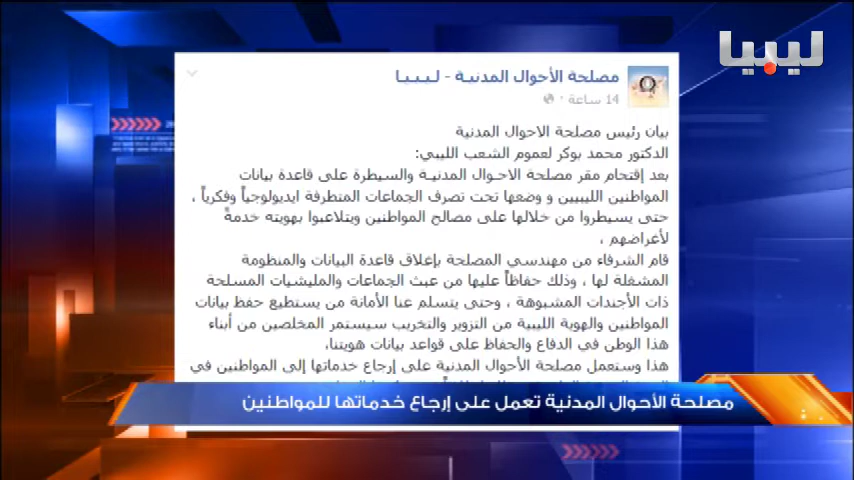 ليبيا
مصلحة الأحوال المدنية - ليبيا
14 ساعة ·
بيان رئيس مصلحة الاحوال المدنية
الدكتور محمد بوكر لعموم الشعب الليبي:
بعد إقتحام مقر مصلحة الاحوال المدنية والسيطرة على قاعدة بيانات
المواطنين الليبيين و وضعها تحت تصرف الجماعات المتطرفة ايديولوجياً وفكرياً ،
حتى يسيطروا من خلالها على مصالح المواطنين ويتلاعبوا بهويته خدمةً
لأغراضهم ،
قام الشرفاء من مهندسي المصلحة بإغلاق قاعدة البيانات والمنظومة
المشغلة لها ، وذلك حفاظاً عليها من عبث الجماعات والمليشيات المسلحة
ذات الأجندات المشبوهة ، وحتى يتسلم عنا الأمانة من يستطيع حفظ بيانات
المواطنين والهوية الليبية من التزوير والتخريب سيستمر المخلصين من أبناء
هذا الوطن في الدفاع والحفاظ على قواعد بيانات هويتنا،
هذا وستعمل مصلحة الأحوال المدنية على إرجاع خدماتها إلى المواطنين في
مصلحة الأحوال المدنية تعمل على إرجاع خدماتها للمواطنين